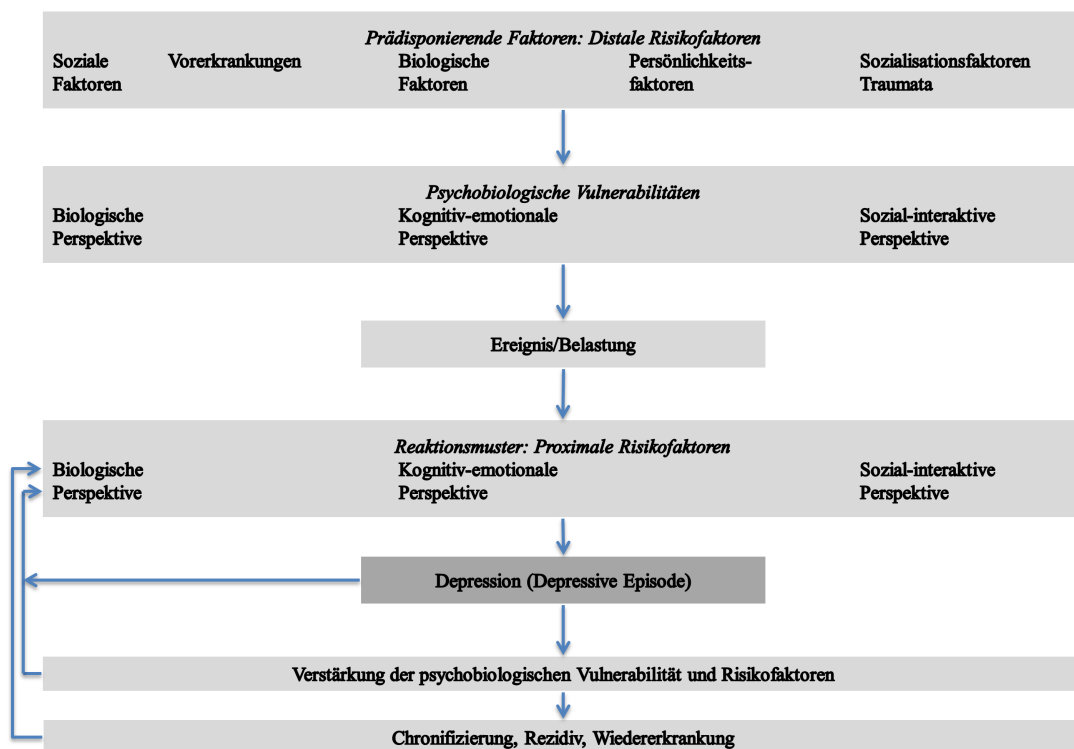 Prädisponierende Faktoren: Distale Risikofaktoren
Soziale Vorerkrankungen Biologische Persönlichkeits- Sozialisationsfaktoren
Faktoren Faktoren faktoren Traumata
Psychobiologische Vulnerabilitäten
Biologische Kognitiv-emotionale Sozial-interaktive
Perspektive Perspektive Perspektive
Ereignis/Belastung
Reaktionsmuster: Proximale Risikofaktoren
Biologische Kognitiv-emotionale Sozial-interaktive
Perspektive Perspektive Perspektive
Depression (Depressive Episode)
Verstärkung der psychobiologischen Vulnerabilität und Risikofaktoren
Chronifizierung, Rezidiv, Wiedererkrankung